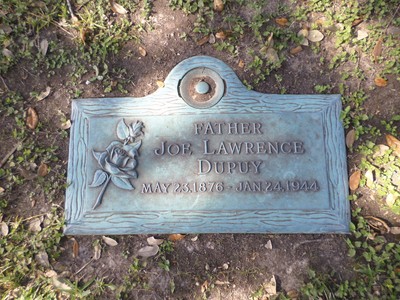 FATHER
JOE LAWRENCE
DUPUY
MAY 23, 1876 - JAN. 24, 1944